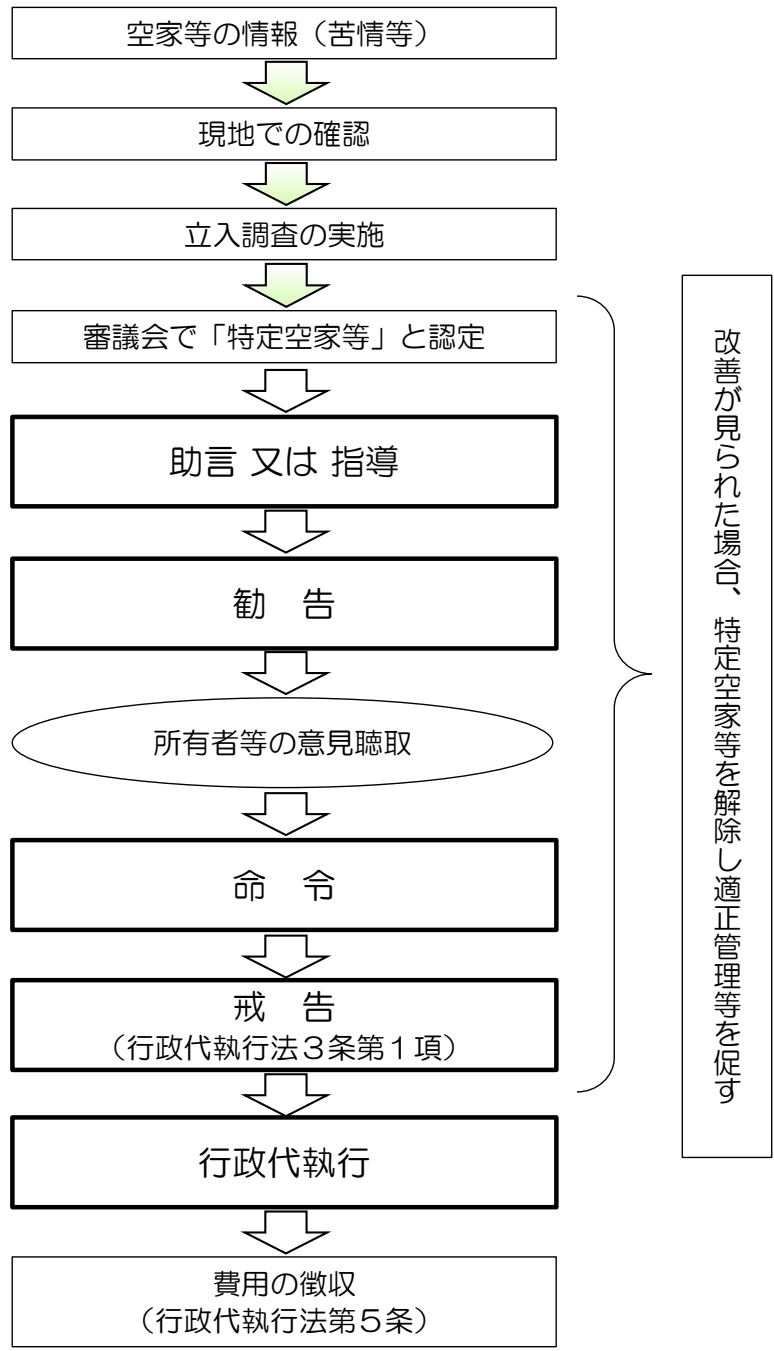 空家等の情報（苦情等）
現地での確認
立入調査の実施
審議会で「特定空家等」と認定
助言 又は 指導
勧　告
所有者等の意見聴取
命　令
戒　告
（行政代執行法３条第１項）
行政代執行
費用の徴収
（行政代執行法第５条）
改善が見られた場合、特定空家等を解除し適正管理等を促す